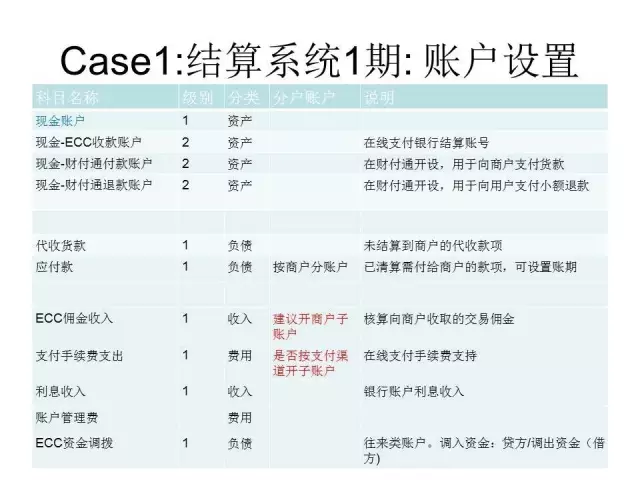 Case1:结算系统1期: 账户设置
科目名称 级别 分类 分户账户 说明
现金账户 1 资产
现金-ECC收款账户 2 资产 在线支付银行结算账号
现金-财付通付款账户 2 资产 在财付通开设，用于向商户支付货款
现金-财付通退款账户 2 资产 在财付通开设，用于向用户支付小额退款
代收货款 1 负债 未结算到商户的代收款项
应付款 1 负债 按商户分账户 已清算需付给商户的款项，可设置账期
ECC佣金收入 1 收入 建议开商户子 核算向商户收取的交易佣金
账户
支付手续费支出 1 费用 是否按支付渠 在线支付手续费支持
道开子账户
利息收入 1 收入 银行账户利息收入
账户管理费 费用
ECC资金调拨 1 负债 往来类账户。调入资金：贷方/调出资金（借
方)